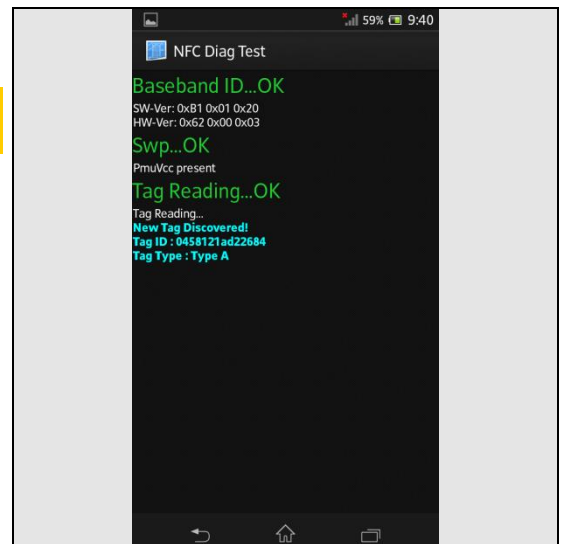 59% 9:40
NFC Diag Test
Baseband ID...OK
SW-Ver: 0xB1 0x01 0x20
HW-Ver: 0x62 0x00 0x03
Swp...OK
PmuVcc present
Tag Reading...OK
Tag Reading...
New Tag Discovered!
Tag ID : 0458121ad22684
Tag Type : Type A